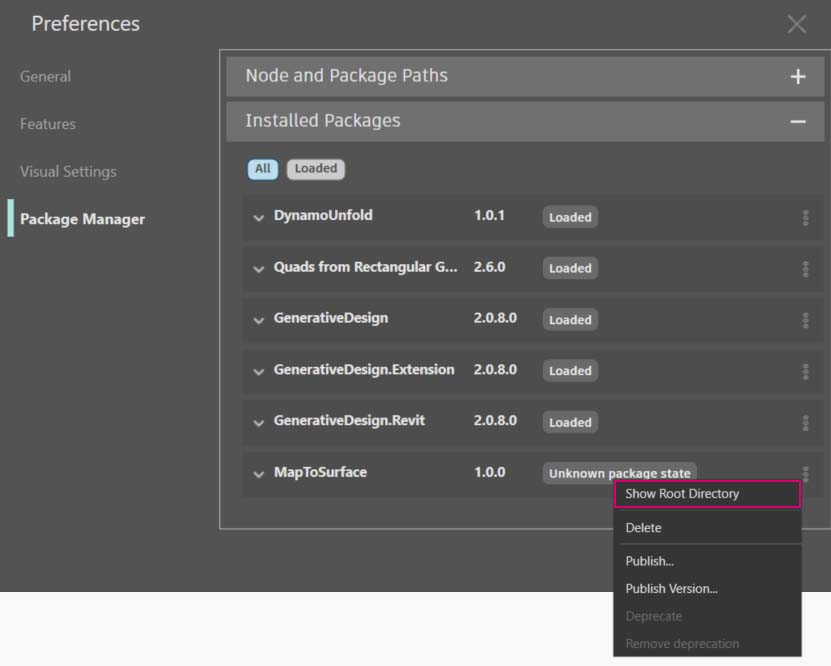 Preferences
General
Features
Visual Settings
Package Manager
Node and Package Paths
Installed Packages
All Loaded
DynamoUnfold 1.0.1 Loaded
Quads from Rectangular G... 2.6.0 Loaded
GenerativeDesign 2.0.8.0 Loaded
GenerativeDesign.Extension 2.0.8.0 Loaded
GenerativeDesign.Revit 2.0.8.0 Loaded
MapToSurface 1.0.0 Unknown package state
Show Root Directory
Delete
Publish...
Publish Version...
Deprecate
Remove deprecation